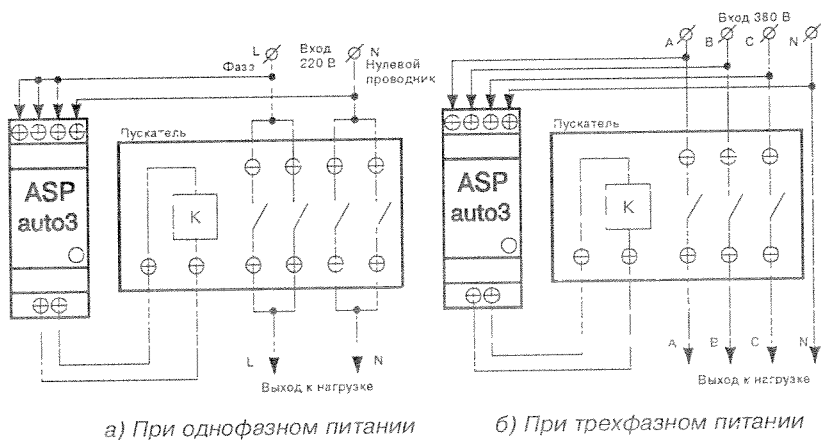 L
Вход
220 В
N
Фаза
Нулевой
проводник
Пускатель
ASP
auto3
K
L
N
Выход к нагрузке
а) При однофазном питании
Вход 380 В
A
B
C
N
Пускатель
ASP
auto3
K
A
B
C
N
Выход к нагрузке
б) При трехфазном питании